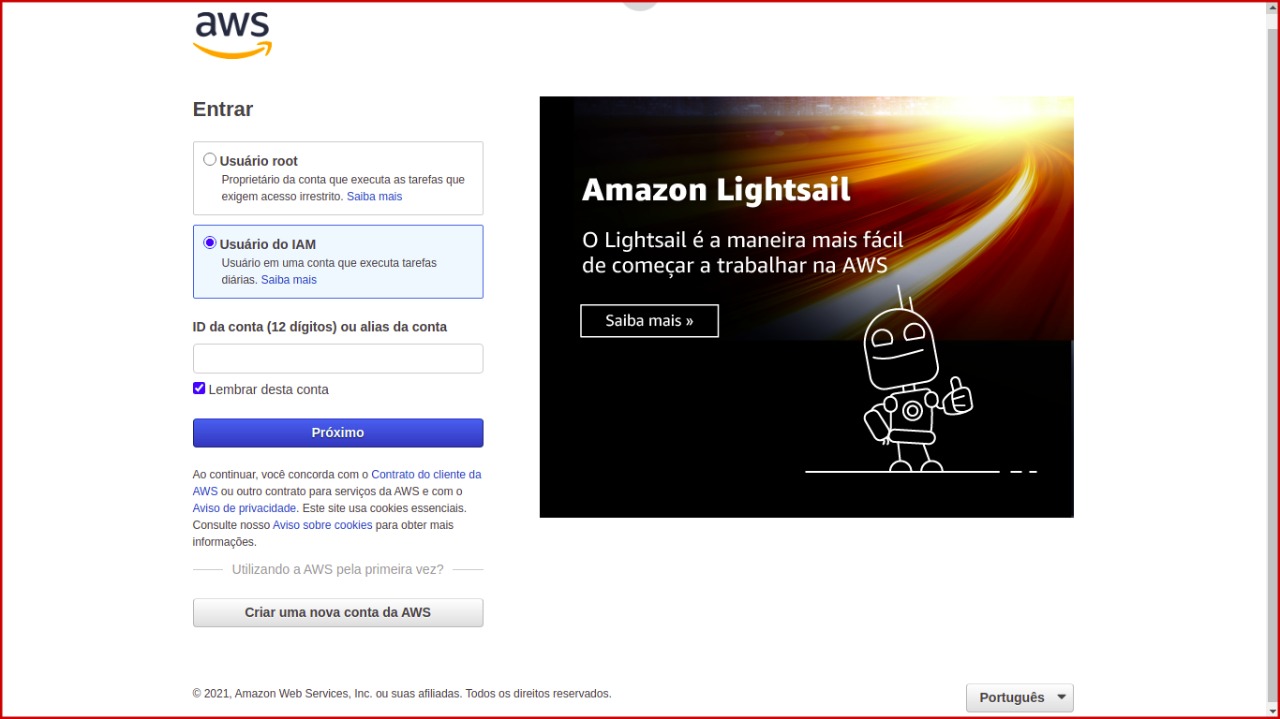 aws
Entrar
Usuário root
Proprietário da conta que executa as tarefas que
exigem acesso irrestrito. Saiba mais
Usuário do IAM
Usuário em uma conta que executa tarefas
diárias. Saiba mais
ID da conta (12 dígitos) ou alias da conta
Lembrar desta conta
Próximo
Ao continuar, você concorda com o Contrato do cliente da
AWS ou outro contrato para serviços da AWS e com o
Aviso de privacidade. Este site usa cookies essenciais.
Consulte nosso Aviso sobre cookies para obter mais
informações.
Utilizando a AWS pela primeira vez?
Criar uma nova conta da AWS
Amazon Lightsail
O Lightsail é a maneira mais fácil
de começar a trabalhar na AWS
Saiba mais »
© 2021, Amazon Web Services, Inc. ou suas afiliadas. Todos os direitos reservados.
Português